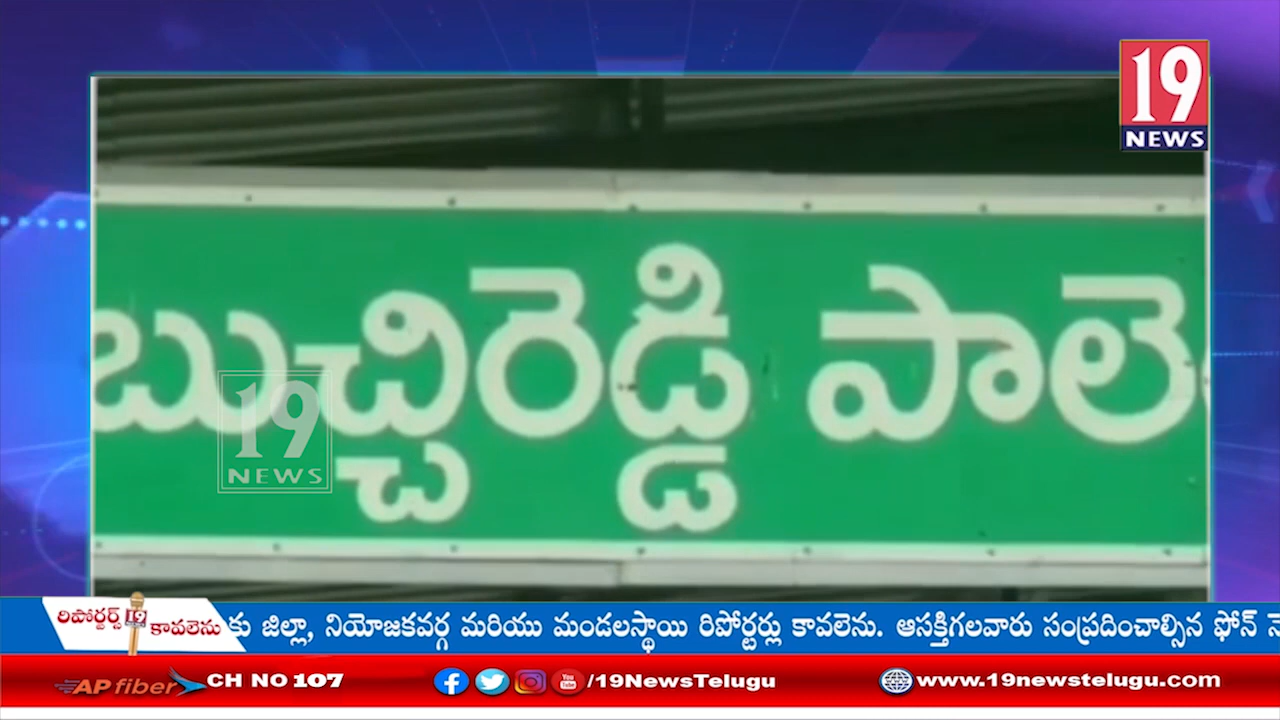 19
NEWS
బుచ్చిరెడ్డి పాలె
19
NEWS
రిపోర్టర్స్ 19 కావలెను
కు జిల్లా, నియోజకవర్గ మరియు మండలస్థాయి రిపోర్టర్లు కావలెను. ఆసక్తిగలవారు సంప్రదించాల్సిన ఫోన్
AP fiber CH NO 107 /19NewsTelugu www.19newstelugu.com